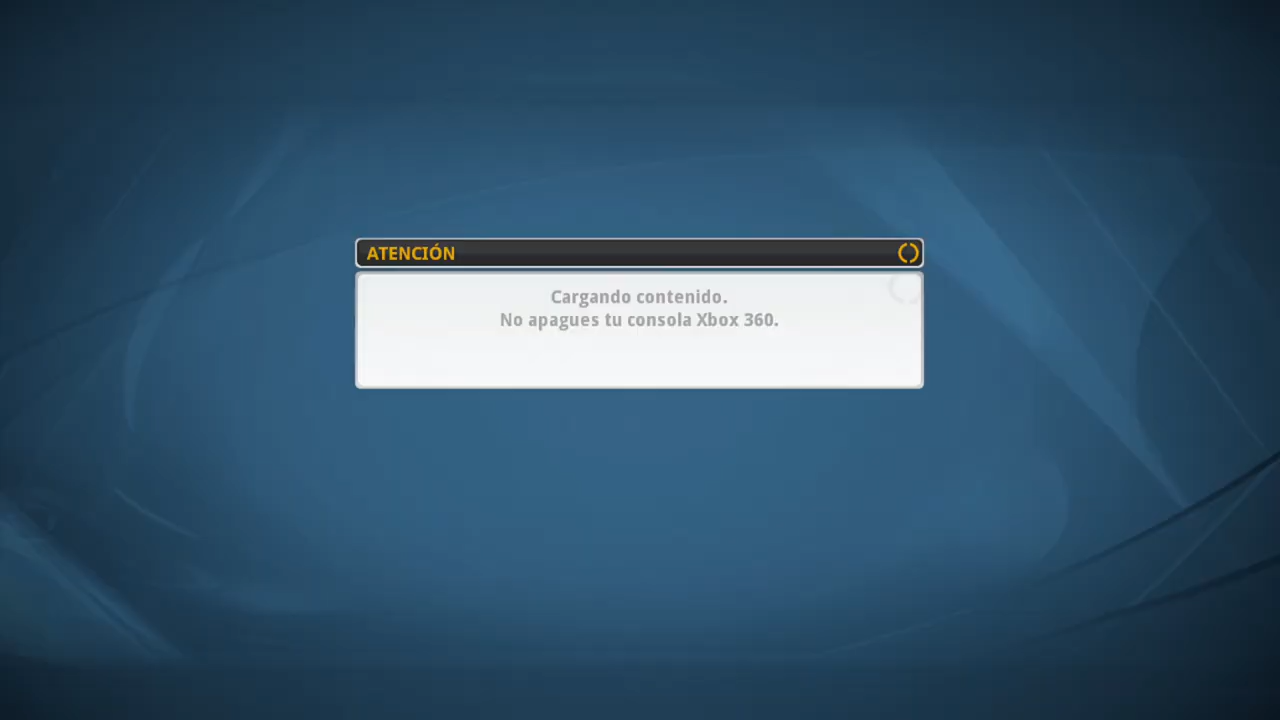 ATENCIÓN
Cargando contenido.
No apagues tu consola Xbox 360.